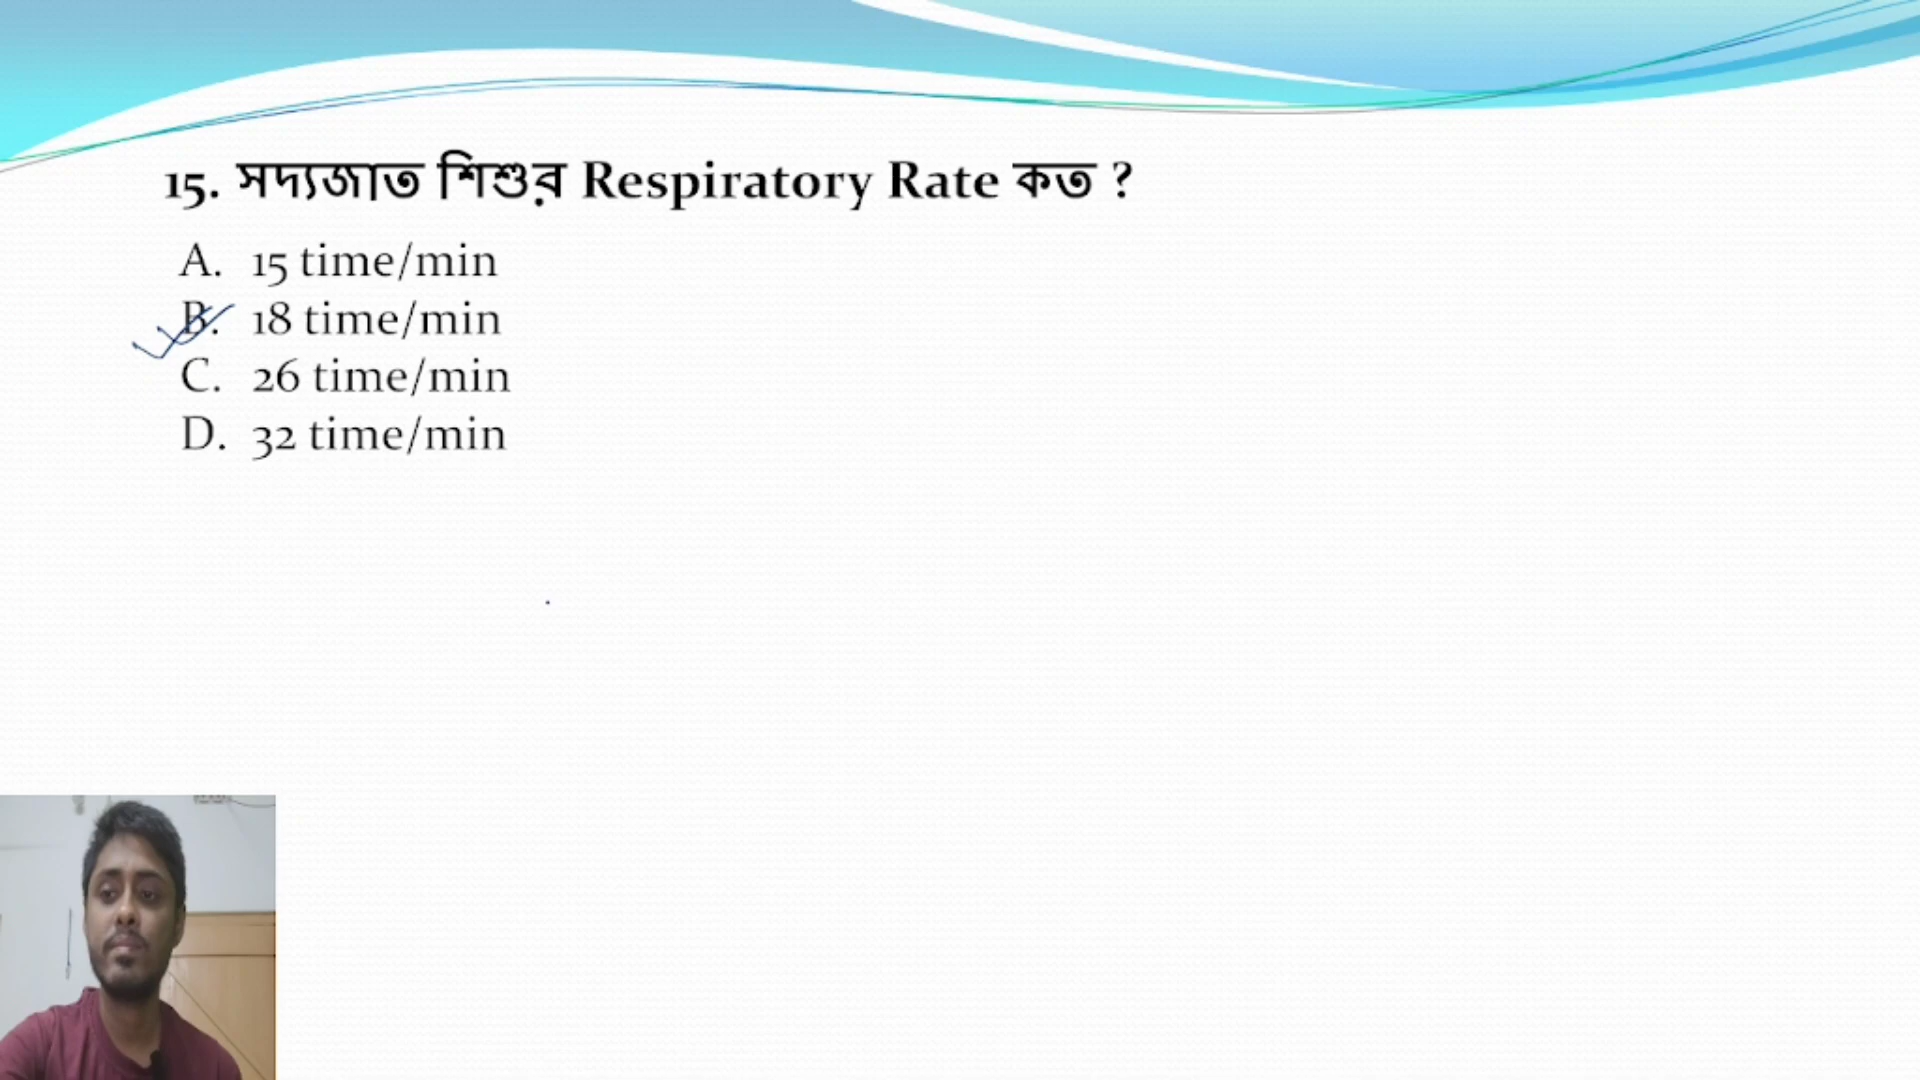 15. সদ্যজাত শিশুর Respiratory Rate কত ?
A. 15 time/min
B. 18 time/min
C. 26 time/min
D. 32 time/min